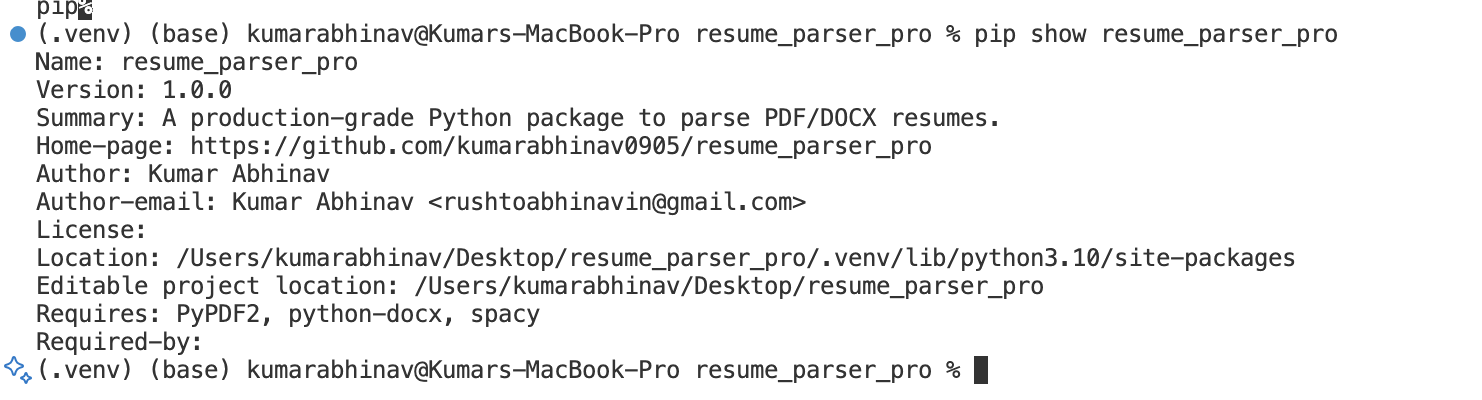 pip%
(.venv) (base) kumarabhinav@Kumars-MacBook-Pro resume_parser_pro % pip show resume_parser_pro
Name: resume_parser_pro
Version: 1.0.0
Summary: A production-grade Python package to parse PDF/DOCX resumes.
Home-page: https://github.com/kumarabhinav0905/resume_parser_pro
Author: Kumar Abhinav
Author-email: Kumar Abhinav <rushtoabhinavin@gmail.com>
License:
Location: /Users/kumarabhinav/Desktop/resume_parser_pro/.venv/lib/python3.10/site-packages
Editable project location: /Users/kumarabhinav/Desktop/resume_parser_pro
Requires: PyPDF2, python-docx, spacy
Required-by:
(.venv) (base) kumarabhinav@Kumars-MacBook-Pro resume_parser_pro %